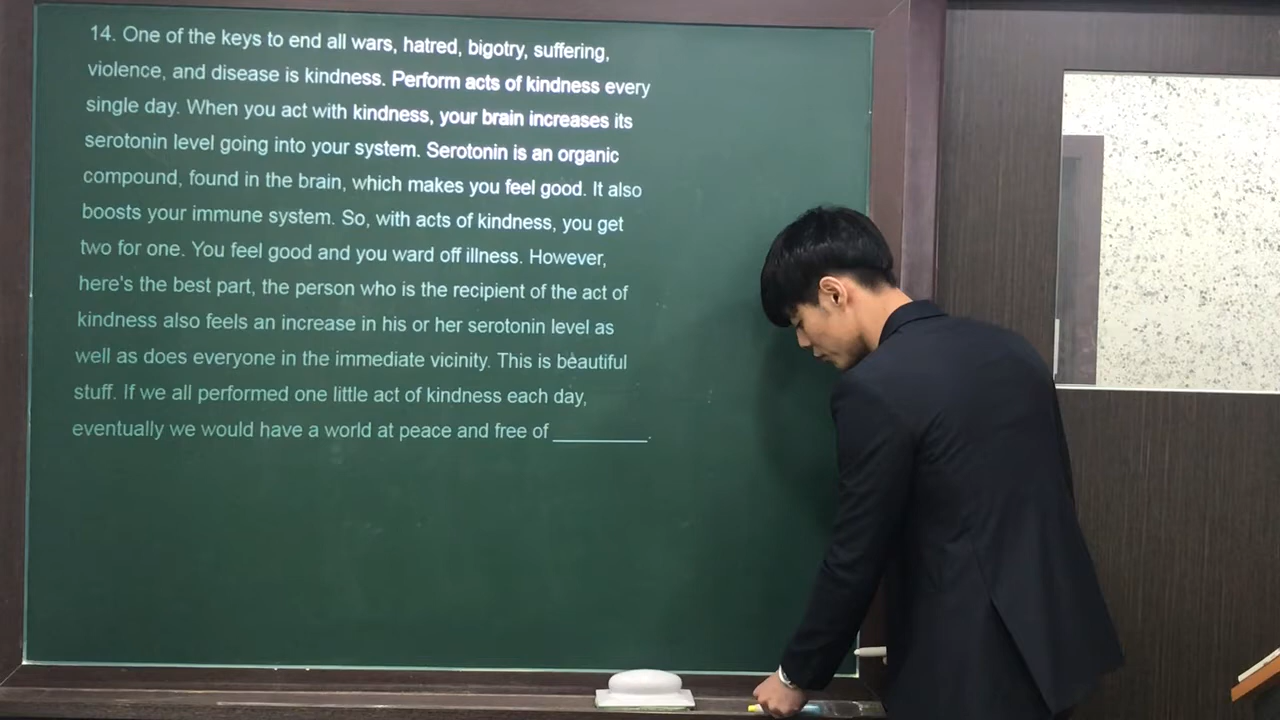 14. One of the keys to end all wars, hatred, bigotry, suffering,
violence, and disease is kindness. Perform acts of kindness every
single day. When you act with kindness, your brain increases its
serotonin level going into your system. Serotonin is an organic
compound, found in the brain, which makes you feel good. It also
boosts your immune system. So, with acts of kindness, you get
two for one. You feel good and you ward off illness. However,
here's the best part, the person who is the recipient of the act of
kindness also feels an increase in his or her serotonin level as
well as does everyone in the immediate vicinity. This is beautiful
stuff. If we all performed one little act of kindness each day,
eventually we would have a world at peace and free of _________.